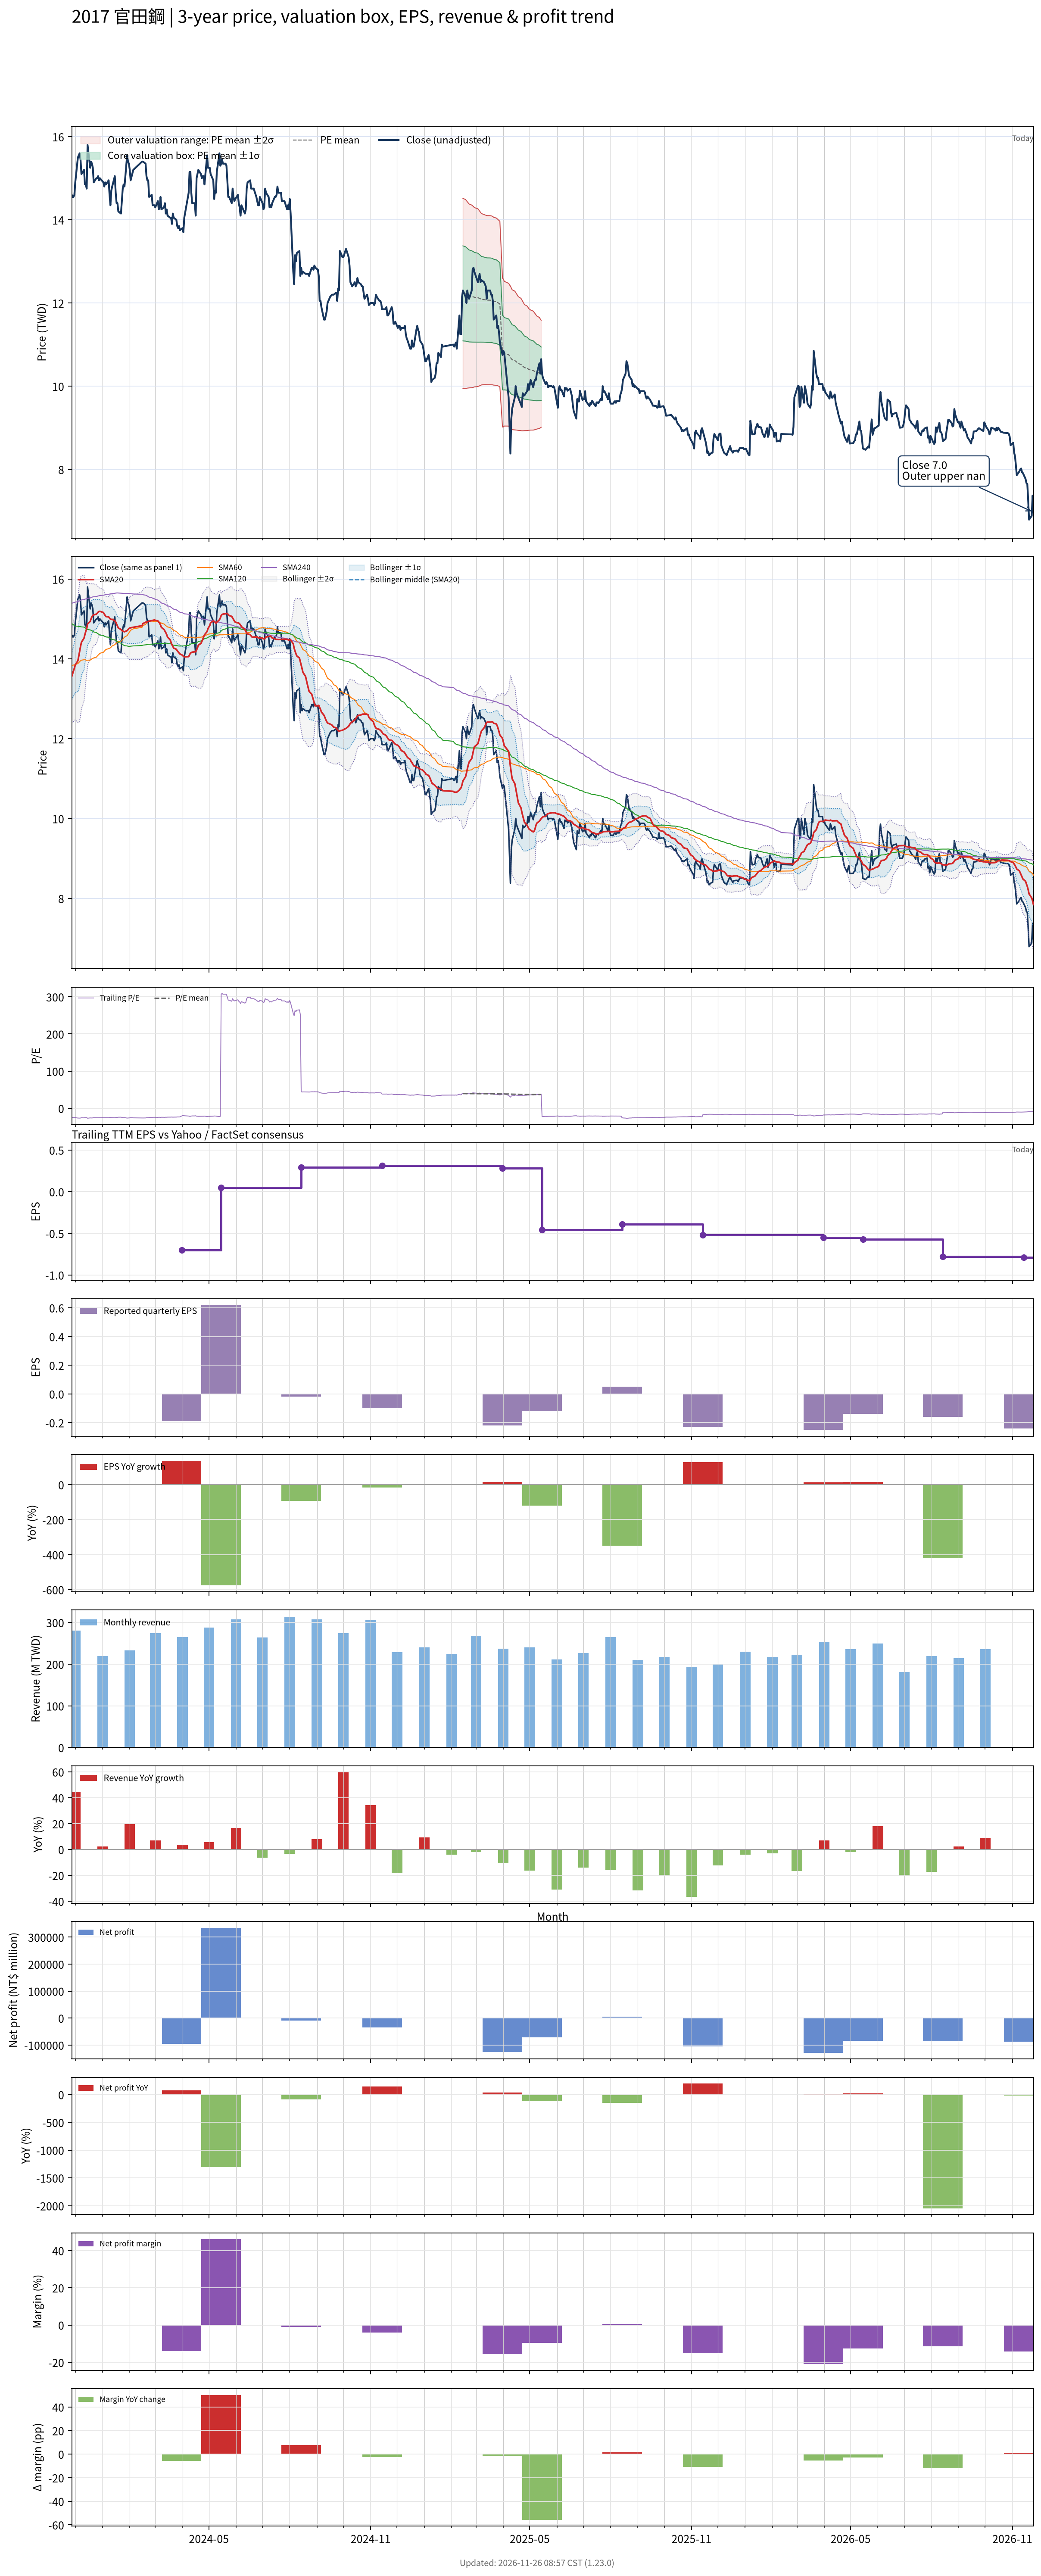 2017 官田鋼 | 3-year price, valuation box, EPS, revenue & profit trend
Outer valuation range: PE mean ±2σ
PE mean
Close (unadjusted)
Core valuation box: PE mean ±1σ
Today
16
14
12
10
8
Price (TWD)
Close 7.0
Outer upper nan
Close (same as panel 1)
SMA60
SMA240
Bollinger ±1σ
SMA20
SMA120
Bollinger ±2σ
Bollinger middle (SMA20)
16
14
12
10
8
Price
Trailing P/E
P/E mean
300
200
100
0
P/E
Trailing TTM EPS vs Yahoo / FactSet consensus
Today
0.5
0.0
-0.5
-1.0
EPS
Reported quarterly EPS
0.6
0.4
0.2
0.0
-0.2
EPS
EPS YoY growth
0
-200
-400
-600
YoY (%)
Monthly revenue
300
200
100
0
Revenue (M TWD)
Revenue YoY growth
60
40
20
0
-20
-40
YoY (%)
Month
Net profit
300000
200000
100000
0
-100000
Net profit (NT$ million)
Net profit YoY
0
-500
-1000
-1500
-2000
YoY (%)
Net profit margin
40
20
0
-20
Margin (%)
Margin YoY change
40
20
0
-20
-40
-60
Δ margin (pp)
2024-05
2024-11
2025-05
2025-11
2026-05
2026-11
Updated: 2026-11-26 08:57 CST (1.23.0)